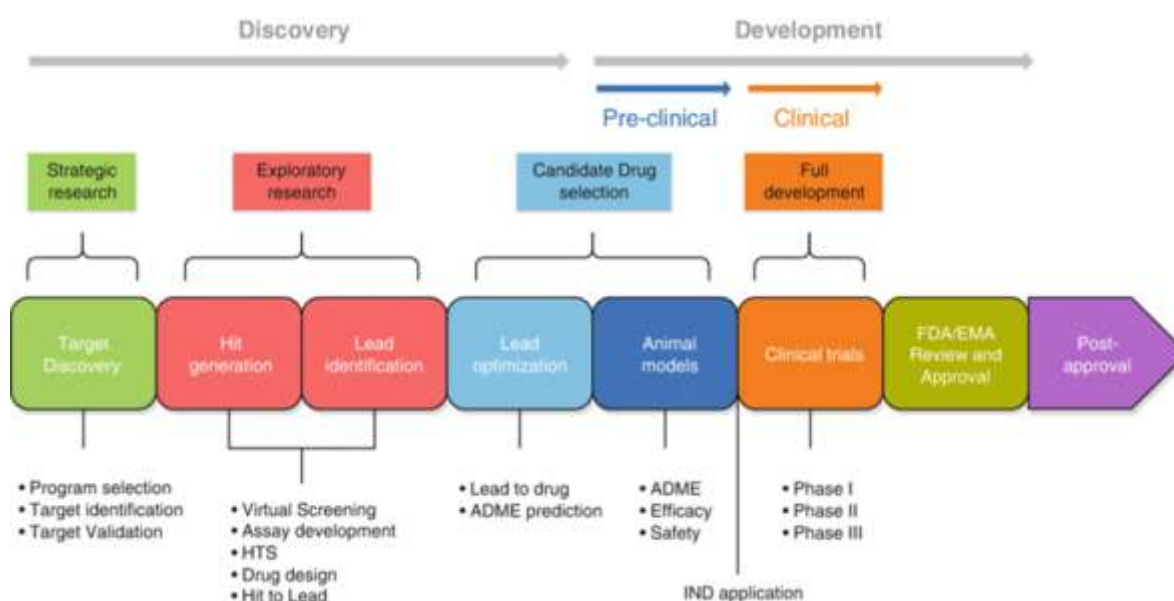 Discovery
Development
Pre-clinical
Clinical
Strategic
research
Exploratory
research
Candidate Drug
selection
Full
development
Target
Discovery
Hit
generation
Lead
identification
Lead
optimization
Animal
models
Clinical trials
FDA/EMA
Review and
Approval
Post-
approval
• Program selection
• Target identification
• Target Validation
• Virtual Screening
• Assay development
• HTS
• Drug design
• Hit to Lead
• Lead to drug
• ADME prediction
• ADME
• Efficacy
• Safety
• Phase I
• Phase II
• Phase III
IND application